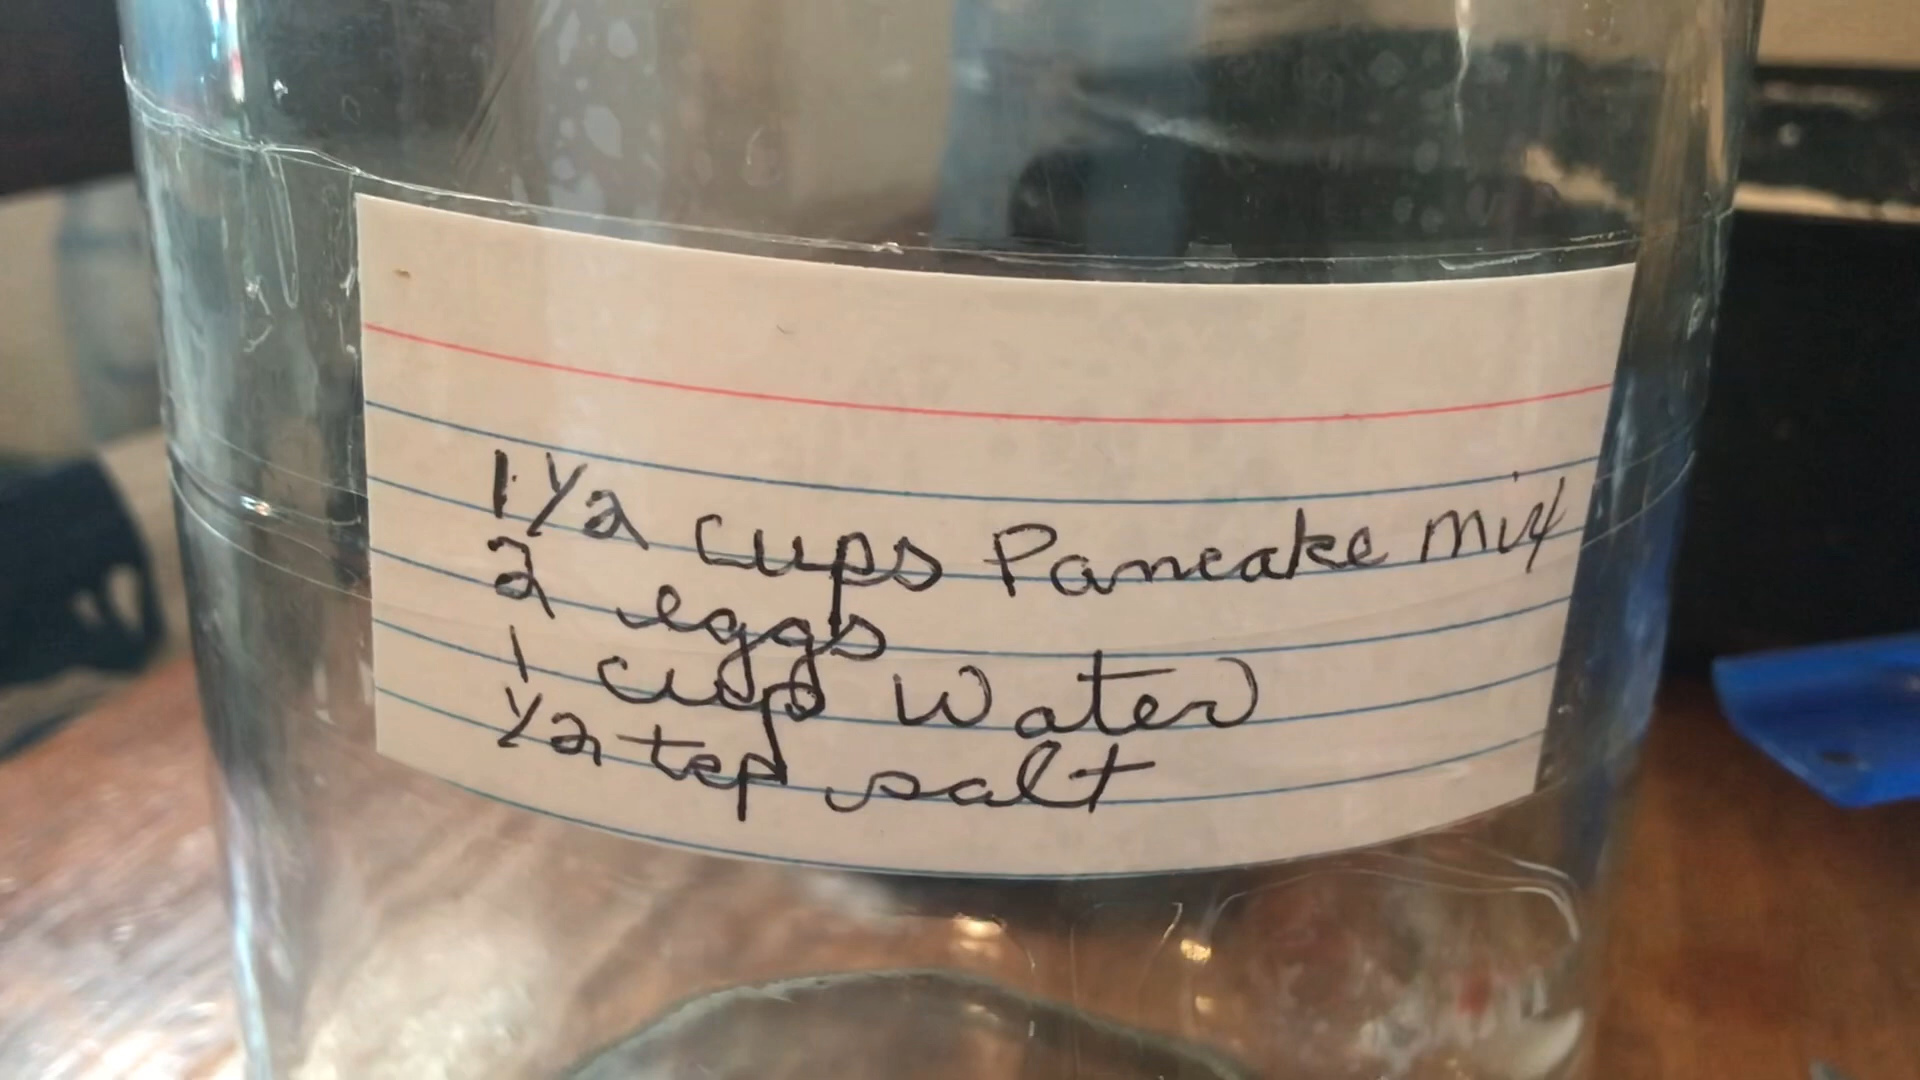 1 1/2 cups Pancake mix
2 eggs
1 cup Water
1/2 tsp salt